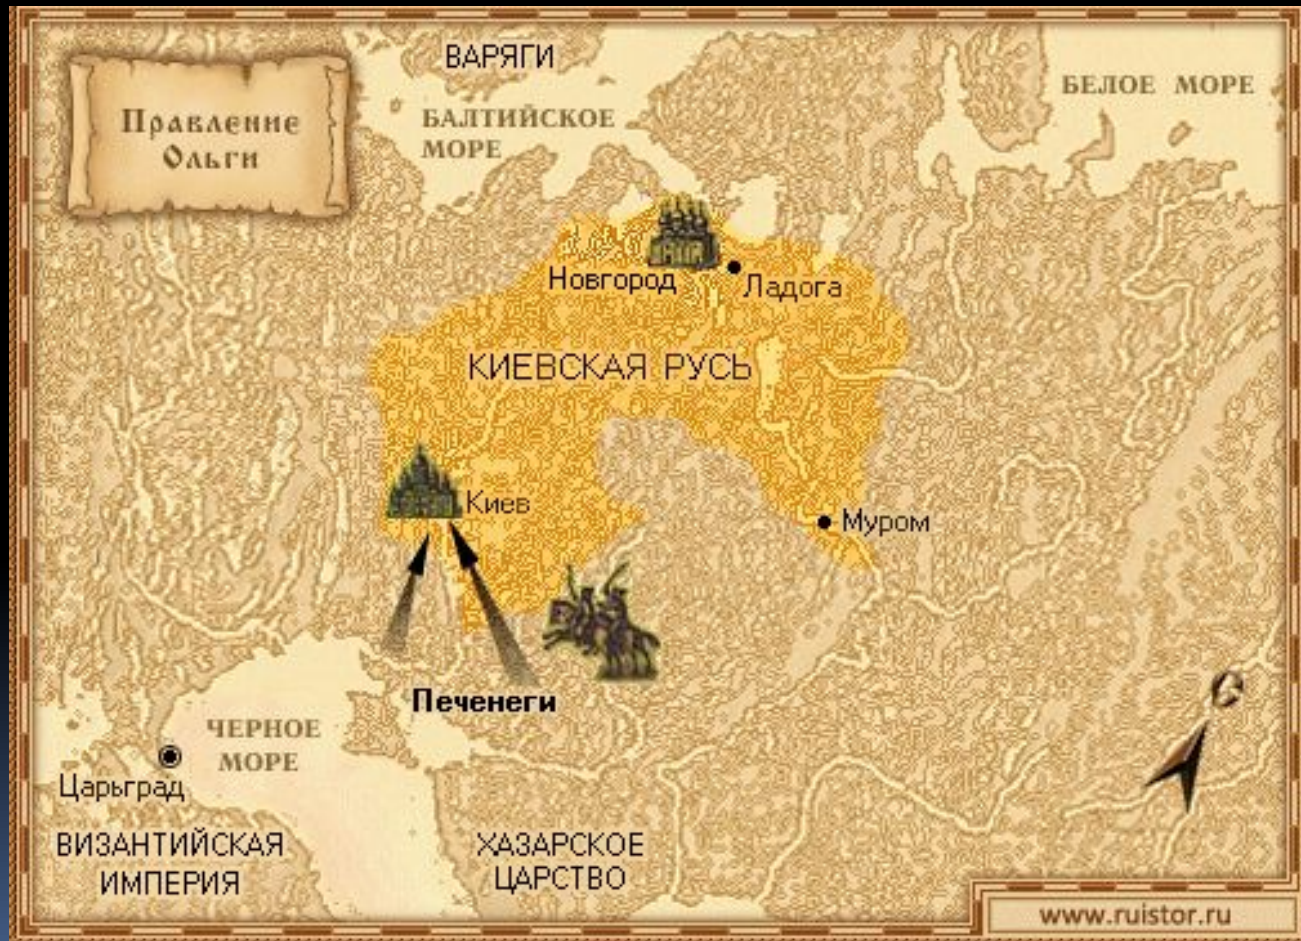 ВАРЯГИ
Правление
Ольги
БАЛТИЙСКОЕ
МОРЕ
БЕЛОЕ МОРЕ
Новгород
Ладога
КИЕВСКАЯ РУСЬ
Киев
Муром
Печенеги
С
ЧЕРНОЕ
МОРЕ
Царьград
ВИЗАНТИЙСКАЯ
ИМПЕРИЯ
ХАЗАРСКОЕ
ЦАРСТВО
www.ruistor.ru